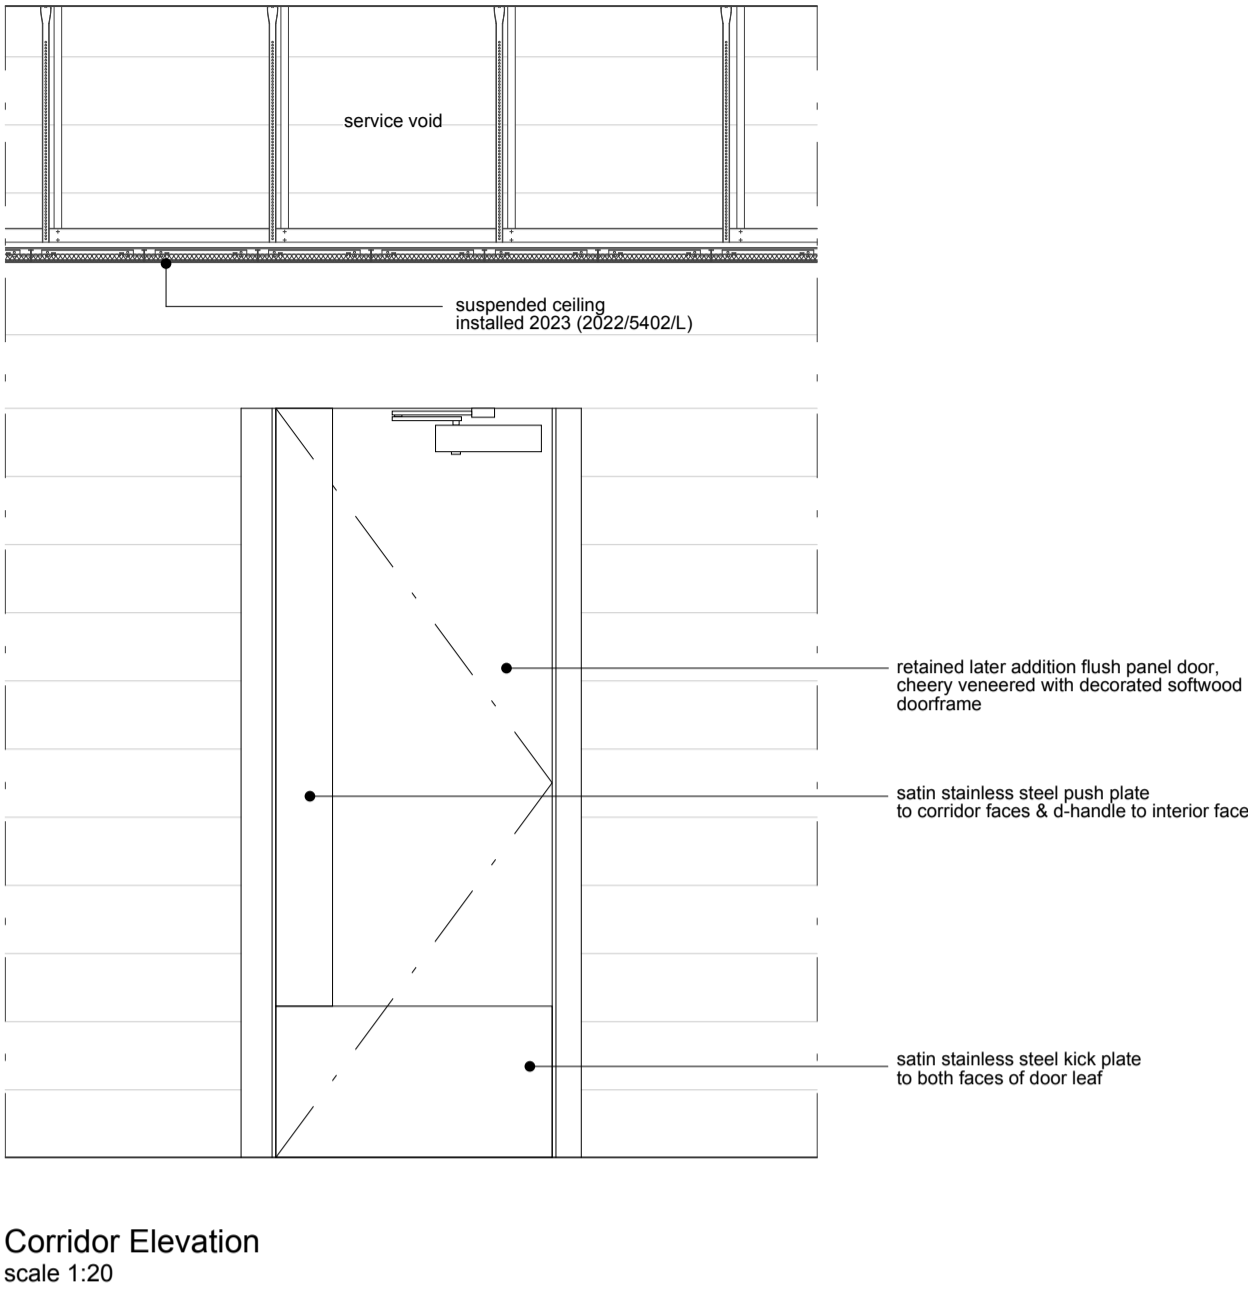 service void
suspended ceiling
installed 2023 (2022/5402/L)
retained later addition flush panel door,
cheery veneered with decorated softwood
doorframe
satin stainless steel push plate
to corridor faces & d-handle to interior face
satin stainless steel kick plate
to both faces of door leaf
Corridor Elevation
scale 1:20